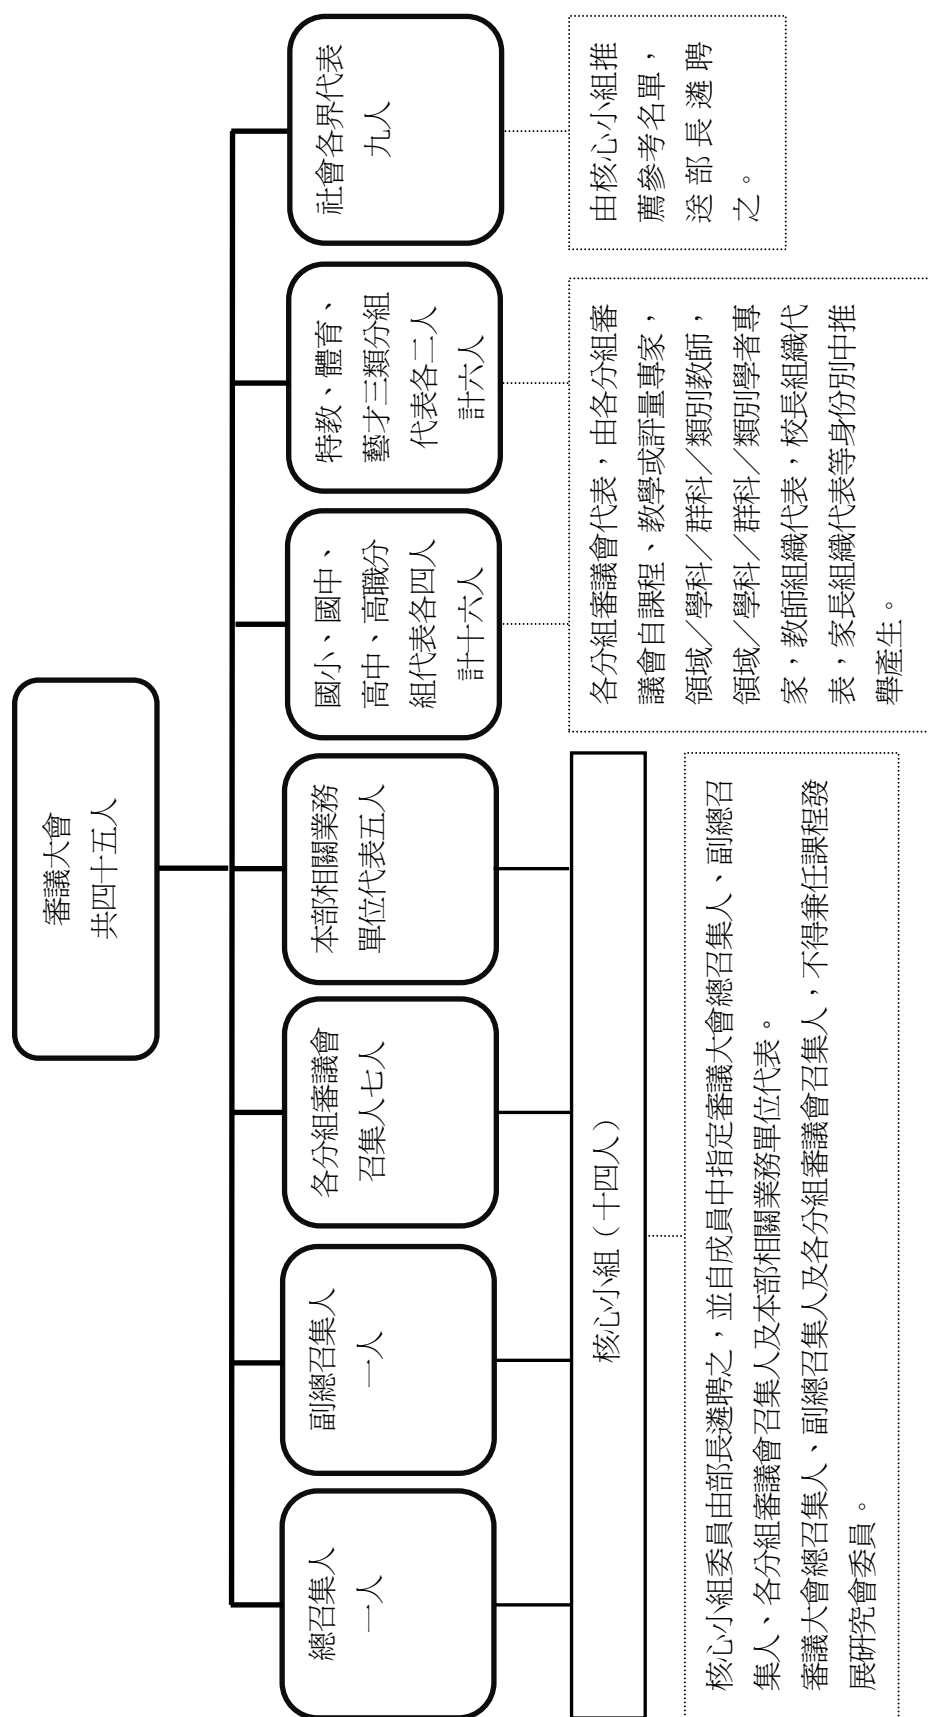 審議大會
共四十五人
總召集人
一人
副總召集人
一人
各分組審議會
召集人七人
本部相關業務
單位代表五人
國小、國中、
高中、高職分
組代表各四人
計十六人
特教、體育、
藝才三類分組
代表各二人
計六人
社會各界代表
九人
核心小組（十四人）
核心小組委員由部長遴聘之，並自成員中指定審議大會總召集人、副總召
集人、各分組審議會召集人及本部相關業務單位代表。
審議大會總召集人、副總召集人及各分組審議會召集人，不得兼任課程發
展研究會委員。
各分組審議會代表，由各分組審
議會自課程、教學或評量專家，
領域／學科／群科／類別教師，
領域／學科／群科／類別學者專
家，教師組織代表，校長組織代
表，家長組織代表等身份別中推
舉產生。
由核心小組推
薦參考名單，
送部長遴聘
之。